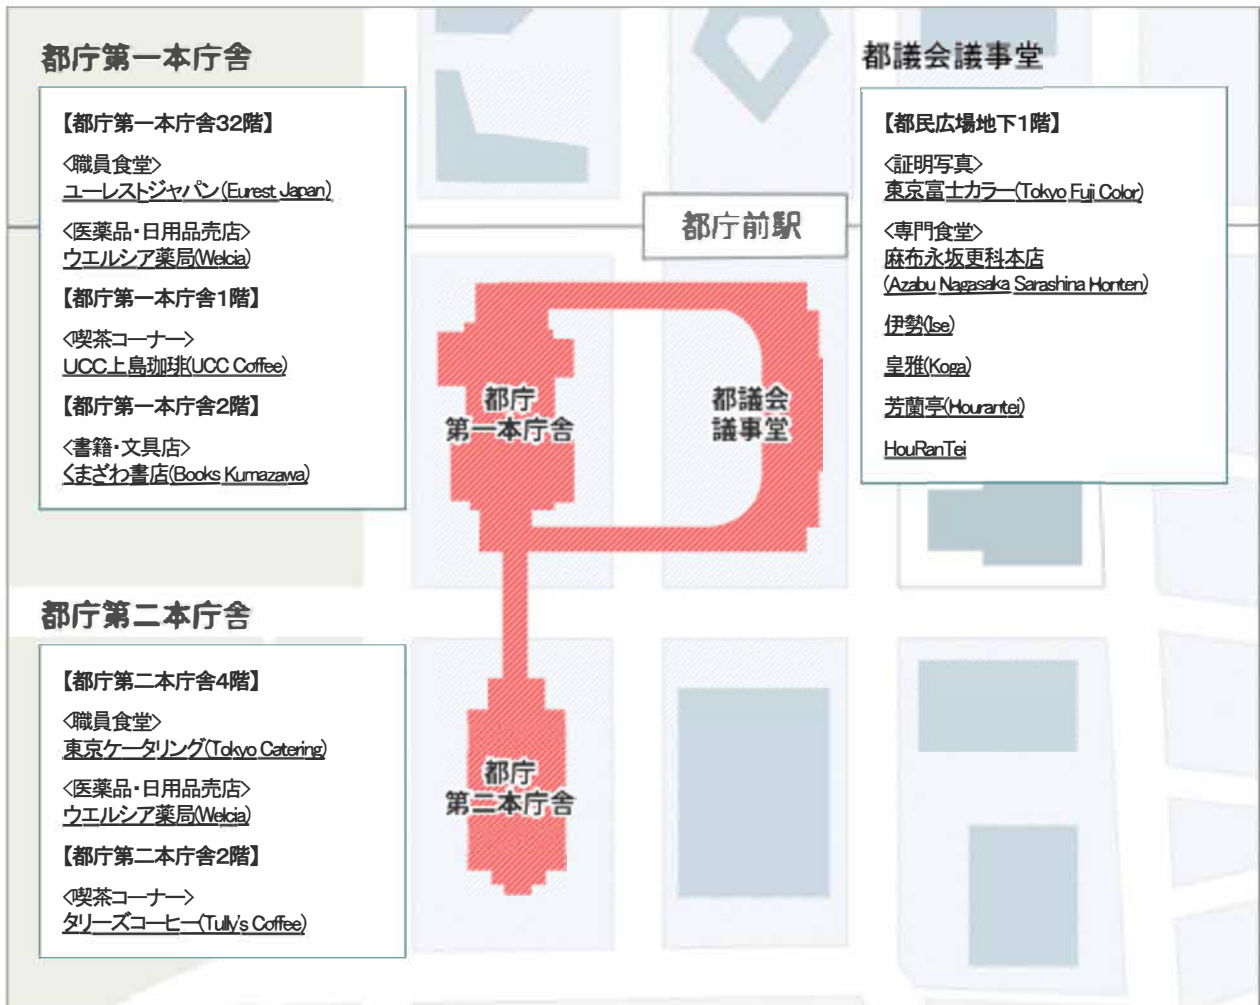 都庁第一本庁舎
【都庁第一本庁舎32階】
<職員食堂>
ユーレストジャパン(Eurest Japan)
<医薬品・日用品売店>
ウエルシア薬局(Welcia)
【都庁第一本庁舎1階】
<喫茶コーナー>
UCC上島珈琲(UCC Coffee)
【都庁第一本庁舎2階】
<書籍・文具店>
くまざわ書店(Books Kumazawa)
都議会議事堂
【都民広場地下1階】
<証明写真>
東京富士カラー(Tokyo Fuji Color)
<専門食堂>
麻布永坂更科本店
(Azabu Nagasaka Sarashina Honten)
伊勢(Ise)
皇雅(Koga)
芳蘭亭(Hourantei)
HouRanTei
都庁前駅
都庁
第一本庁舎
都議会
議事堂
都庁第二本庁舎
【都庁第二本庁舎4階】
<職員食堂>
東京ケータリング(Tokyo Catering)
<医薬品・日用品売店>
ウエルシア薬局(Welcia)
【都庁第二本庁舎2階】
<喫茶コーナー>
タリーズコーヒー(Tully's Coffee)
都庁
第二本庁舎